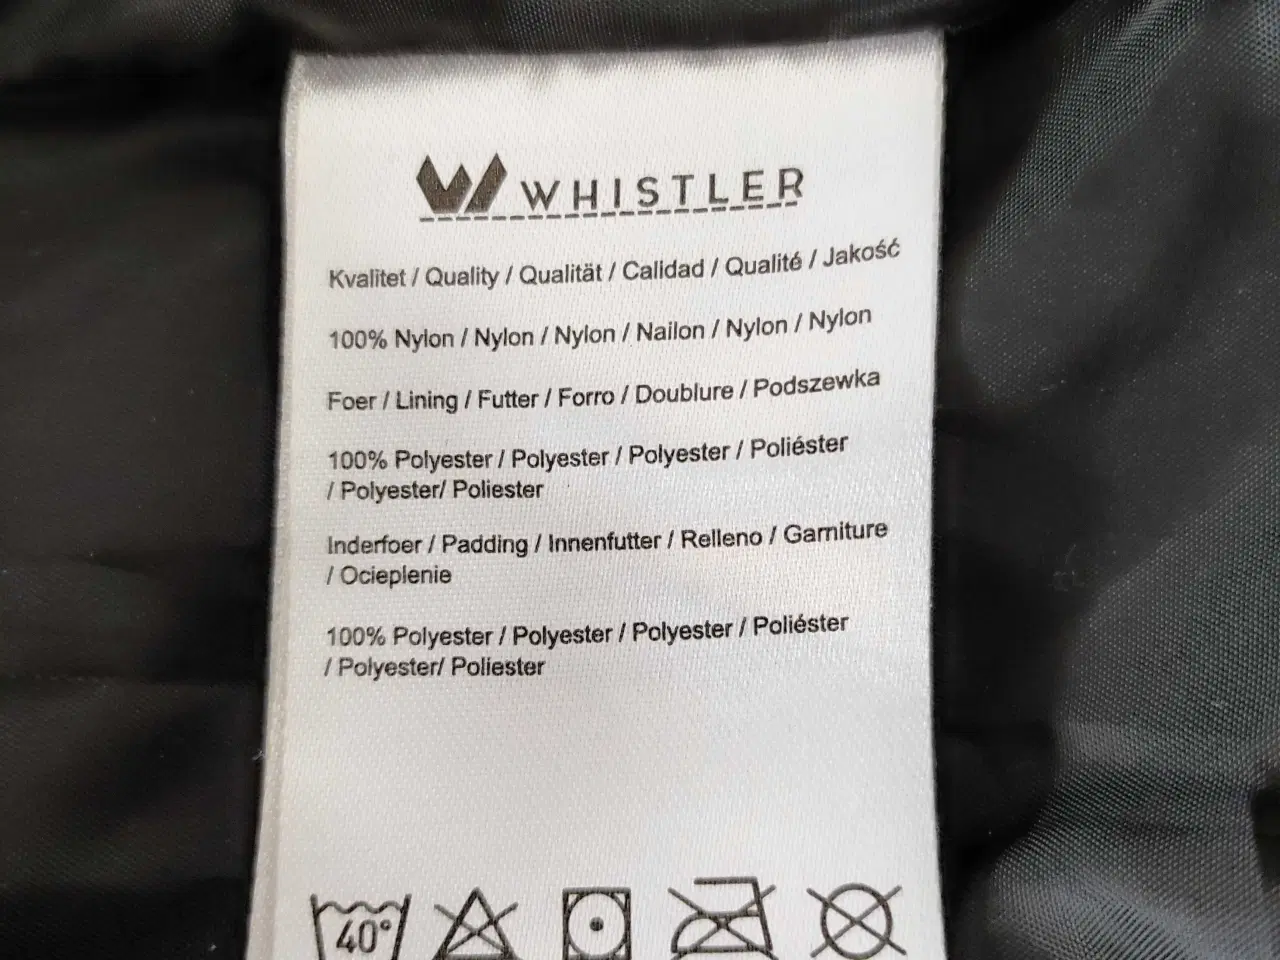 WHISTLER
Kvalitet / Quality / Qualität / Calidad / Qualité / Jakość
100% Nylon / Nylon / Nylon / Nailon / Nylon / Nylon
Foer / Lining / Futter / Forro / Doublure / Podszewka
100% Polyester / Polyester / Polyester / Poliéster
/ Polyester/ Poliester
Inderfoer / Padding / Innenfutter / Relleno / Garniture
/ Ocieplenie
100% Polyester / Polyester / Polyester / Poliéster
/ Polyester/ Poliester
40°